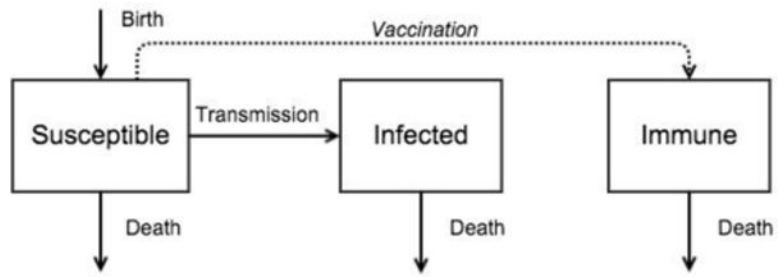 Birth
Vaccination
Susceptible
Transmission
Infected
Immune
Death
Death
Death